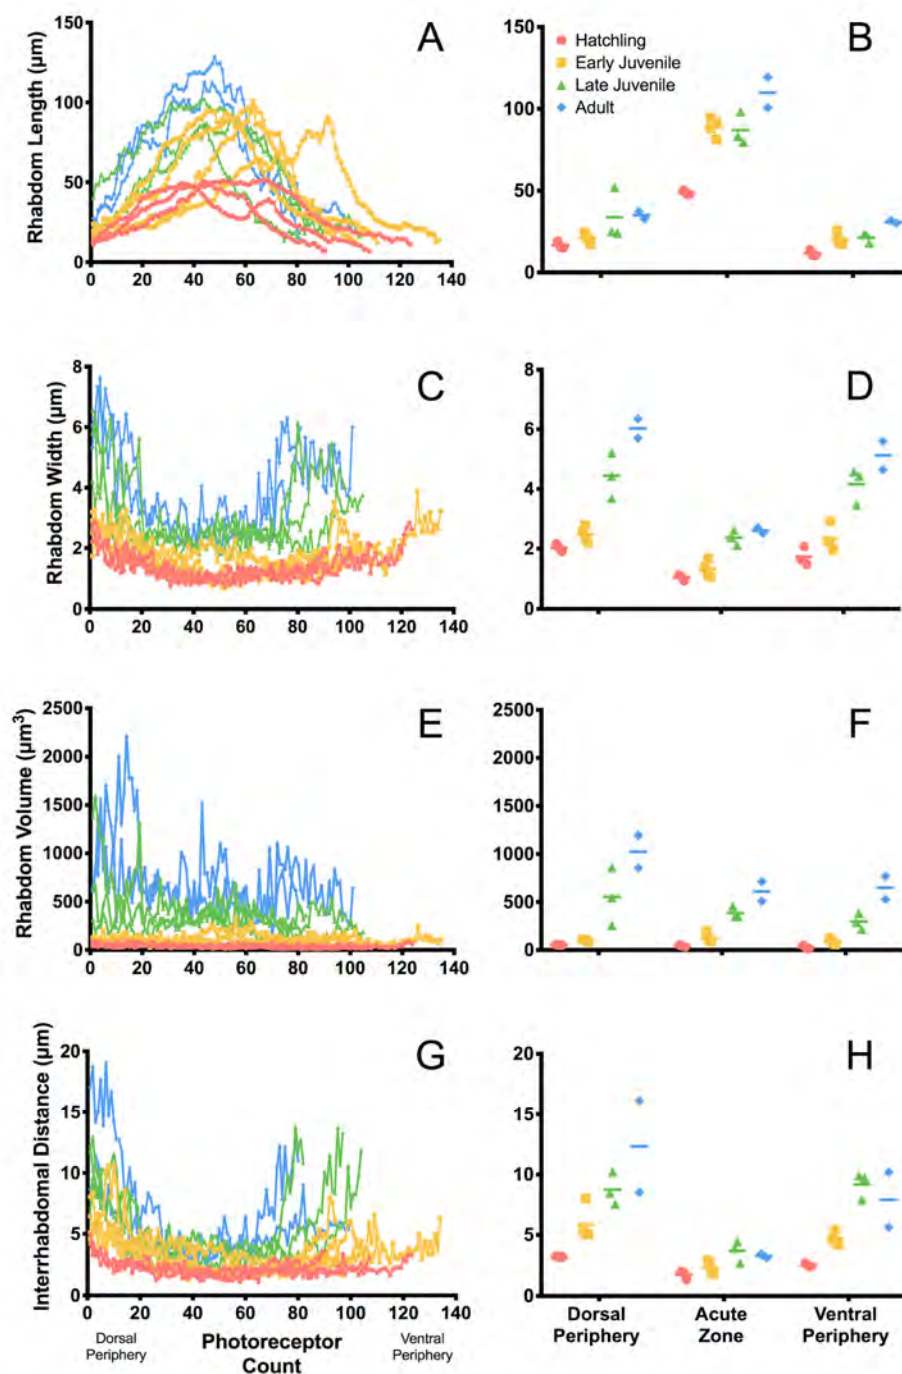 A
Rhabdom Length (μm)
150
100
50
0
0 20 40 60 80 100 120 140
B
150
100
50
0
Hatchling
Early Juvenile
Late Juvenile
Adult
C
Rhabdom Width (μm)
8
6
4
2
0
0 20 40 60 80 100 120 140
D
8
6
4
2
0
E
Rhabdom Volume (μm³)
2500
2000
1500
1000
500
0
0 20 40 60 80 100 120 140
F
2500
2000
1500
1000
500
0
G
Interrhabdomal Distance (μm)
20
15
10
5
0
0 20 40 60 80 100 120 140
Dorsal
Periphery
Photoreceptor
Count
Ventral
Periphery
H
20
15
10
5
0
Dorsal
Periphery
Acute
Zone
Ventral
Periphery